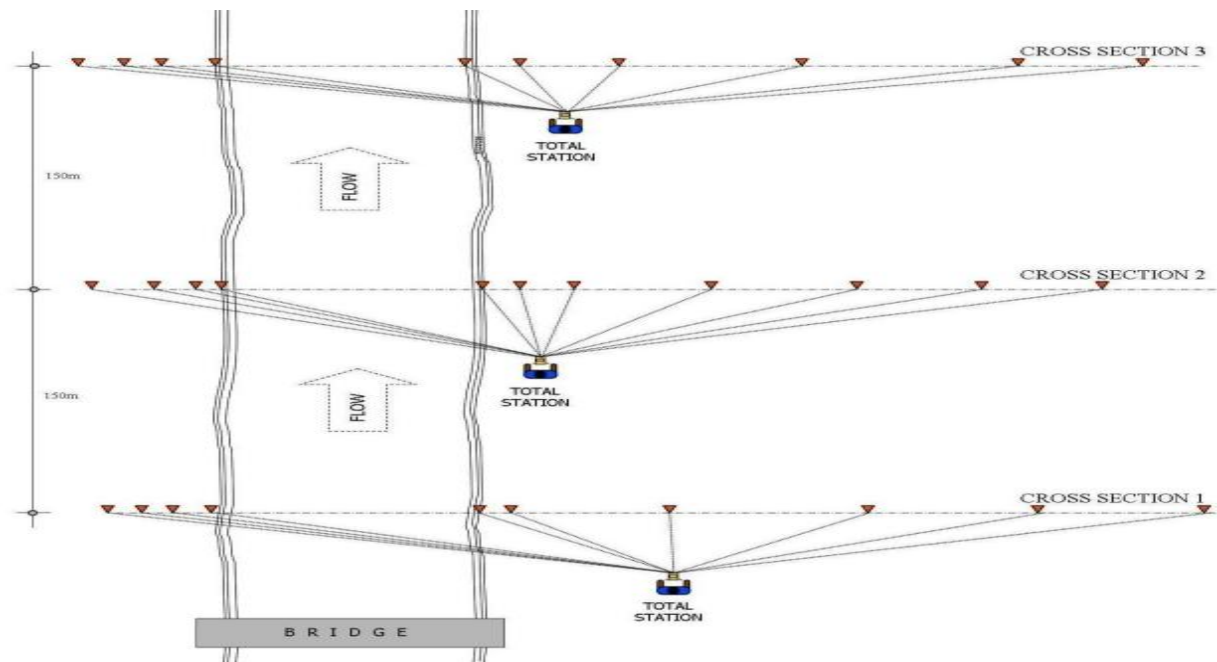 CROSS SECTION 3
TOTAL
STATION
150m
FLOW
CROSS SECTION 2
TOTAL
STATION
150m
FLOW
CROSS SECTION 1
TOTAL
STATION
BRIDGE